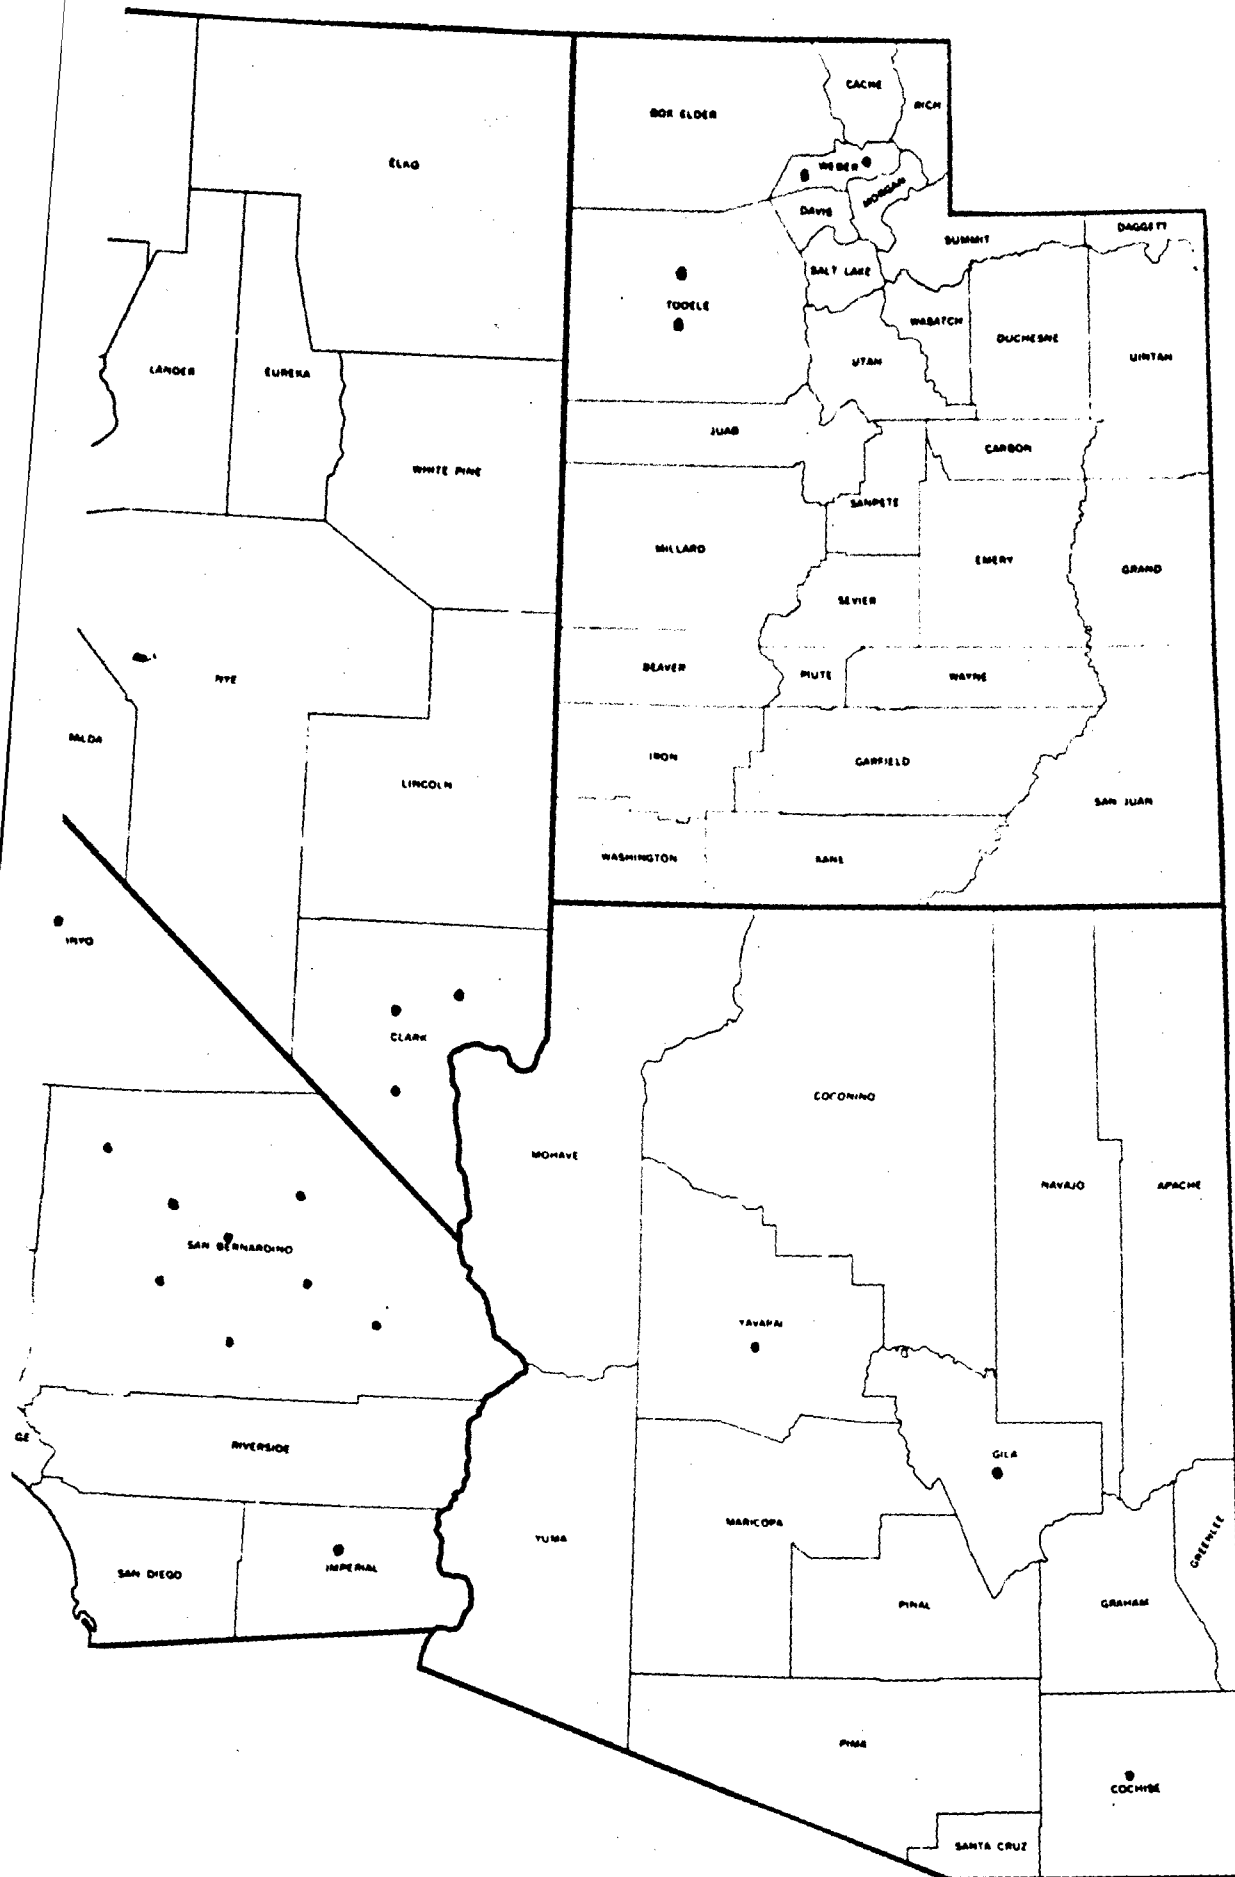 CACHE
RICH
BOX ELDER
ELKO
WEBER
MORGAN
DAVIS
SUMMIT
DAGGETT
SALT LAKE
TOOELE
WASATCH
DUCHESNE
UINTAH
UTAH
LANDER
EUREKA
JUAB
CARBON
WHITE PINE
SANPETE
MILLARD
EMERY
GRAND
SEVIER
BEAVER
PIUTE
WAYNE
NYE
IRON
GARFIELD
LINCOLN
SAN JUAN
WASHINGTON
KANE
INYO
CLARK
COCONINO
MOHAVE
NAVAJO
APACHE
SAN BERNARDINO
YAVAPAI
GE
RIVERSIDE
GILA
MARICOPA
YUMA
GREENLEE
SAN DIEGO
IMPERIAL
PINAL
GRAHAM
PIMA
COCHISE
SANTA CRUZ